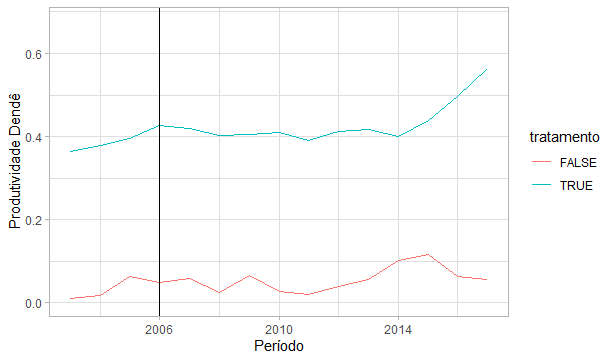 0.6
0.4
0.2
0.0
Produtividade Dendê
2006
2010
2014
Período
tratamento
FALSE
TRUE